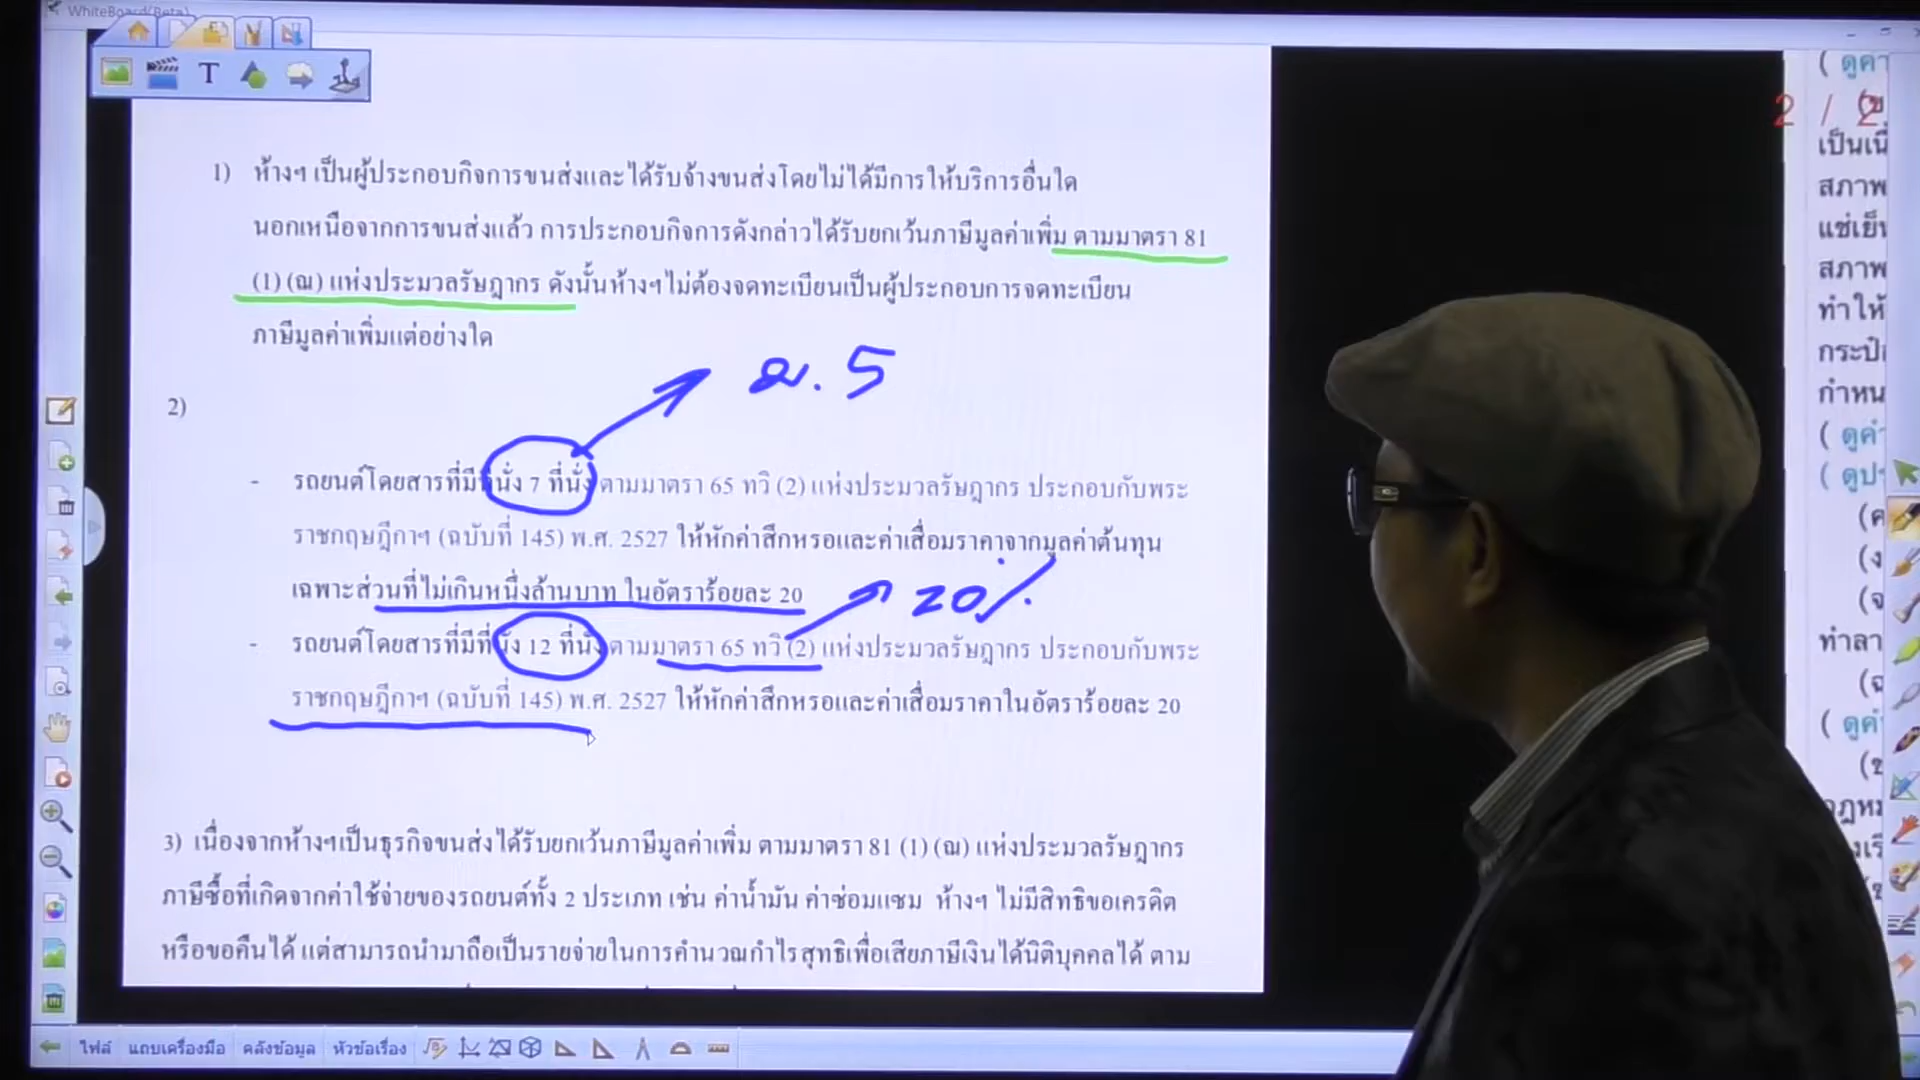 WhiteBoard(Beta)
2 / 2
1) ห้างฯ เป็นผู้ประกอบกิจการขนส่งและได้รับจ้างขนส่งโดยไม่ได้มีการให้บริการอื่นใด
นอกเหนือจากการขนส่งแล้ว การประกอบกิจการดังกล่าวได้รับยกเว้นภาษีมูลค่าเพิ่ม ตามมาตรา 81
(1) (ณ) แห่งประมวลรัษฎากร ดังนั้นห้างฯ ไม่ต้องจดทะเบียนเป็นผู้ประกอบการจดทะเบียน
ภาษีมูลค่าเพิ่มแต่อย่างใด
ม. 5
2)
- รถยนต์โดยสารที่มีที่นั่ง 7 ที่นั่ง ตามมาตรา 65 ทวิ (2) แห่งประมวลรัษฎากร ประกอบกับพระ
ราชกฤษฎีกาฯ (ฉบับที่ 145) พ.ศ. 2527 ให้หักค่าสึกหรอและค่าเสื่อมราคาจากมูลค่าต้นทุน
เฉพาะส่วนที่ไม่เกินหนึ่งล้านบาท ในอัตราร้อยละ 20
20%
- รถยนต์โดยสารที่มีที่นั่ง 12 ที่นั่ง ตามมาตรา 65 ทวิ (2) แห่งประมวลรัษฎากร ประกอบกับพระ
ราชกฤษฎีกาฯ (ฉบับที่ 145) พ.ศ. 2527 ให้หักค่าสึกหรอและค่าเสื่อมราคาในอัตราร้อยละ 20
3) เนื่องจากห้างฯเป็นธุรกิจขนส่งได้รับยกเว้นภาษีมูลค่าเพิ่ม ตามมาตรา 81 (1) (ณ) แห่งประมวลรัษฎากร
ภาษีซื้อที่เกิดจากค่าใช้จ่ายของรถยนต์ทั้ง 2 ประเภท เช่น ค่าน้ำมัน ค่าซ่อมแซม ห้างฯ ไม่มีสิทธิขอเครดิต
หรือขอคืนได้ แต่สามารถนำมาถือเป็นรายจ่ายในการคำนวณกำไรสุทธิเพื่อเสียภาษีเงินได้นิติบุคคลได้ ตาม
ไฟล์ แถบเครื่องมือ คลังข้อมูล หัวข้อเรื่อง